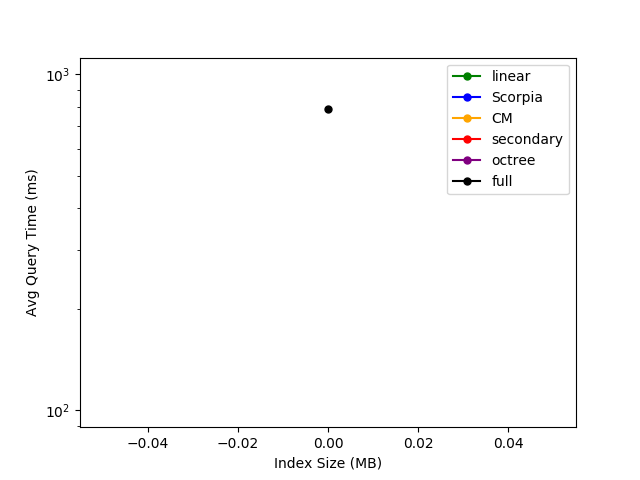 10³
10²
Avg Query Time (ms)
linear
Scorpia
CM
secondary
octree
full
−0.04 −0.02 0.00 0.02 0.04
Index Size (MB)